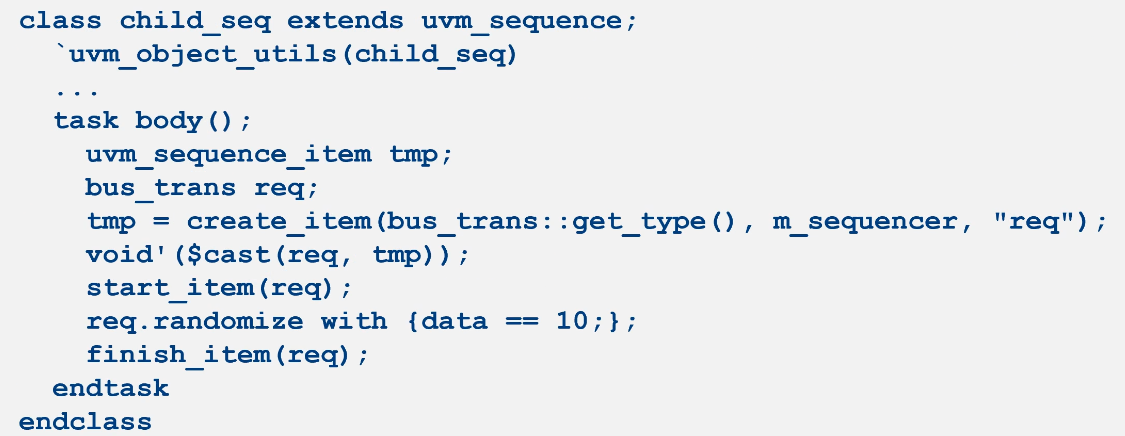 class child_seq extends uvm_sequence;
`uvm_object_utils(child_seq)
...
task body();
uvm_sequence_item tmp;
bus_trans req;
tmp = create_item(bus_trans::get_type(), m_sequencer, "req");
void'($cast(req, tmp));
start_item(req);
req.randomize with {data == 10;};
finish_item(req);
endtask
endclass